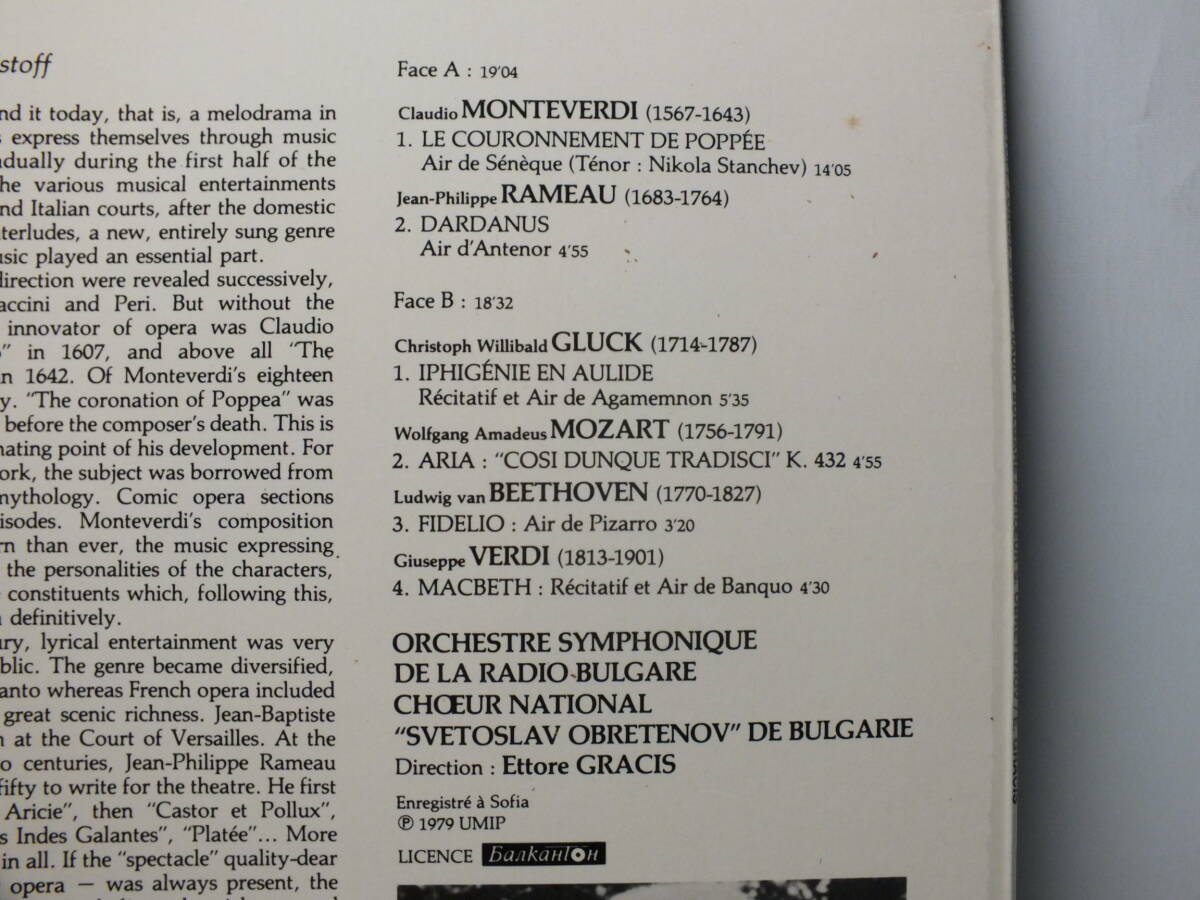 stoff
nd it today, that is, a melodrama in
s express themselves through music
dually during the first half of the
he various musical entertainments
nd Italian courts, after the domestic
terludes, a new, entirely sung genre
usic played an essential part.
direction were revealed successively,
accini and Peri. But without the
innovator of opera was Claudio
" in 1607, and above all "The
n 1642. Of Monteverdi's eighteen
y. "The coronation of Poppea" was
before the composer's death. This is
nating point of his development. For
ork, the subject was borrowed from
mythology. Comic opera sections
isodes. Monteverdi's composition
rn than ever, the music expressing
the personalities of the characters,
constituents which, following this,
definitively.
ury, lyrical entertainment was very
blic. The genre became diversified,
anto whereas French opera included
great scenic richness. Jean-Baptiste
at the Court of Versailles. At the
o centuries, Jean-Philippe Rameau
fifty to write for the theatre. He first
Aricie", then "Castor et Pollux",
s Indes Galantes", "Platée"... More
in all. If the "spectacle" quality-dear
opera – was always present, the
Face A : 19'04
Claudio MONTEVERDI (1567-1643)
1. LE COURONNEMENT DE POPPÉE
Air de Sénèque (Ténor : Nikola Stanchev) 14'05
Jean-Philippe RAMEAU (1683-1764)
2. DARDANUS
Air d'Antenor 4'55
Face B : 18'32
Christoph Willibald GLUCK (1714-1787)
1. IPHIGÉNIE EN AULIDE
Récitatif et Air de Agamemnon 5'35
Wolfgang Amadeus MOZART (1756-1791)
2. ARIA : "COSI DUNQUE TRADISCI" K. 432 4'55
Ludwig van BEETHOVEN (1770-1827)
3. FIDELIO : Air de Pizarro 3'20
Giuseppe VERDI (1813-1901)
4. MACBETH : Récitatif et Air de Banquo 4'30
ORCHESTRE SYMPHONIQUE
DE LA RADIO-BULGARE
CHŒUR NATIONAL
"SVETOSLAV OBRETENOV" DE BULGARIE
Direction : Ettore GRACIS
Enregistré à Sofia
℗ 1979 UMIP
LICENCE Балкантон